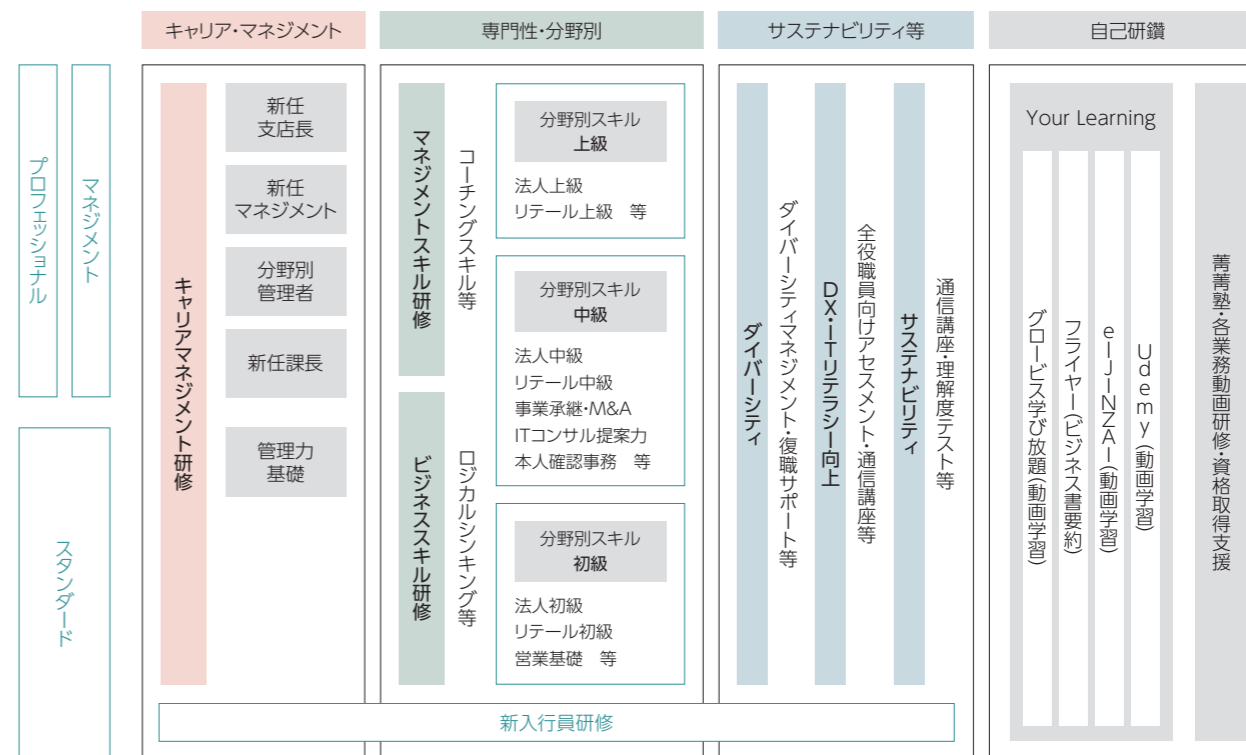 キャリア・マネジメント
専門性・分野別
サステナビリティ等
自己研鑽
プロフェッショナル
マネジメント
スタンダード
キャリアマネジメント研修
新任
支店長
新任
マネジメント
分野別
管理者
新任課長
管理力
基礎
マネジメントスキル研修
コーチングスキル等
ビジネススキル研修
ロジカルシンキング等
分野別スキル
上級
法人上級
リテール上級　等
分野別スキル
中級
法人中級
リテール中級
事業承継・M&A
ITコンサル提案力
本人確認事務　等
分野別スキル
初級
法人初級
リテール初級
営業基礎　等
ダイバーシティ
ダイバーシティマネジメント・復職サポート等
DX・ITリテラシー向上
全役職員向けアセスメント・通信講座等
サステナビリティ
通信講座・理解度テスト等
新入行員研修
Your Learning
グロービス学び放題(動画学習)
フライヤー(ビジネス書要約)
eJINZAI(動画学習)
Udemy(動画学習)
菁菁塾・各業務動画研修・資格取得支援